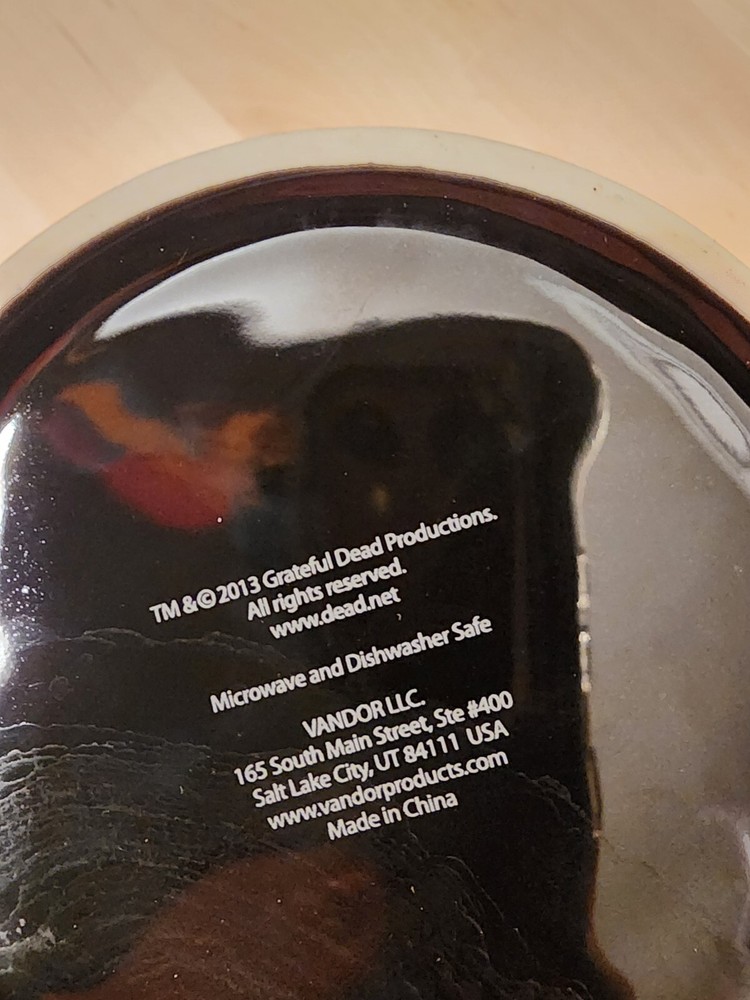 TM & © 2013 Grateful Dead Productions.
All rights reserved.
www.dead.net
Microwave and Dishwasher Safe
VANDOR LLC.
165 South Main Street, Ste #400
Salt Lake City, UT 84111 USA
www.vandorproducts.com
Made in China